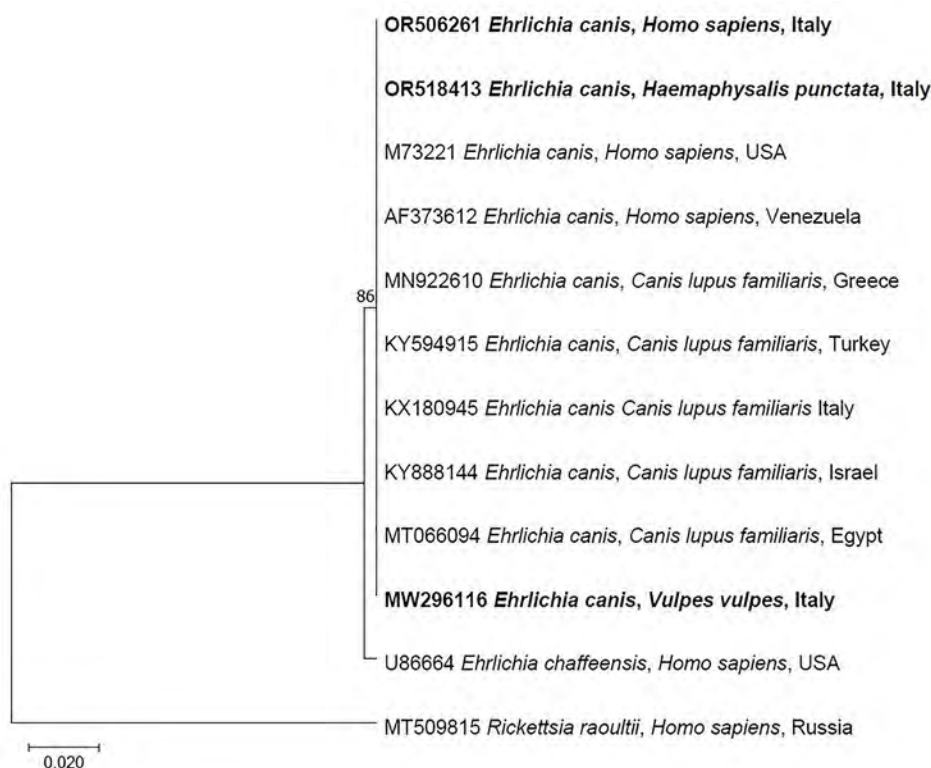 OR506261 Ehrlichia canis, Homo sapiens, Italy
OR518413 Ehrlichia canis, Haemaphysalis punctata, Italy
M73221 Ehrlichia canis, Homo sapiens, USA
AF373612 Ehrlichia canis, Homo sapiens, Venezuela
MN922610 Ehrlichia canis, Canis lupus familiaris, Greece
86
KY594915 Ehrlichia canis, Canis lupus familiaris, Turkey
KX180945 Ehrlichia canis Canis lupus familiaris Italy
KY888144 Ehrlichia canis, Canis lupus familiaris, Israel
MT066094 Ehrlichia canis, Canis lupus familiaris, Egypt
MW296116 Ehrlichia canis, Vulpes vulpes, Italy
U86664 Ehrlichia chaffeensis, Homo sapiens, USA
MT509815 Rickettsia raoultii, Homo sapiens, Russia
0.020